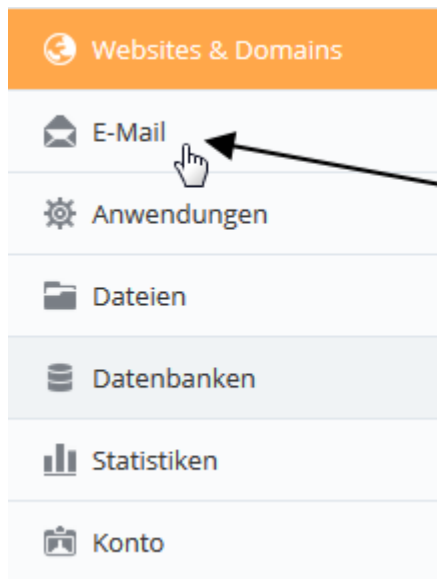 Websites & Domains
E-Mail
Anwendungen
Dateien
Datenbanken
Statistiken
Konto